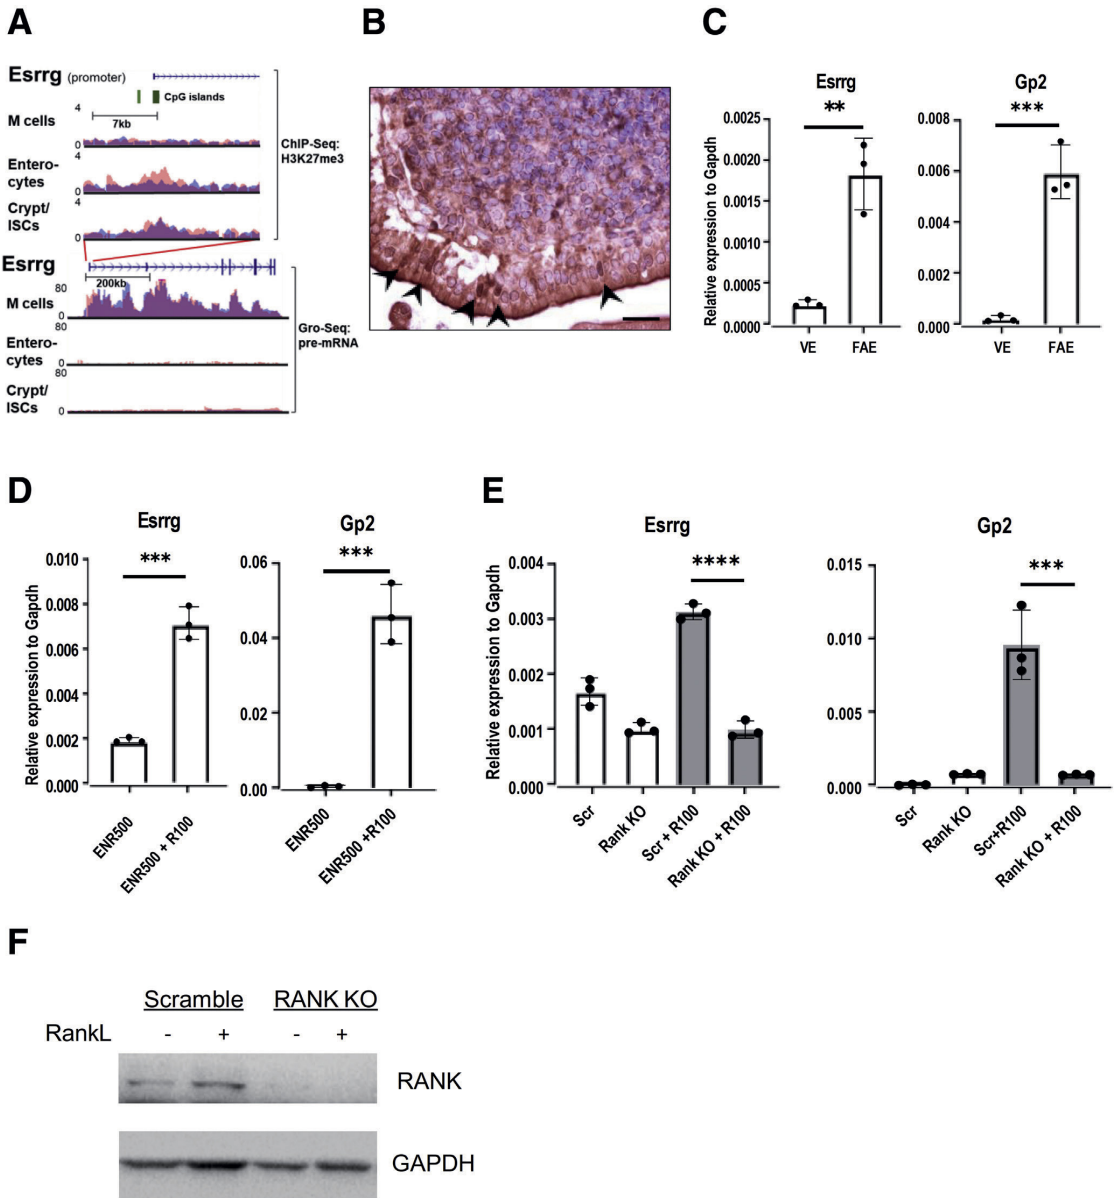 A
Esrrg (promoter)
CpG islands
4
7kb
M cells
0
4
Entero-
cytes
0
Crypt/
ISCs
4
0
ChIP-Seq:
H3K27me3
Esrrg
200kb
80
M cells
0
80
Entero-
cytes
0
80
Crypt/
ISCs
0
Gro-Seq:
pre-mRNA
B
C
Esrrg
**
Relative expression to Gapdh
0.0025
0.0020
0.0015
0.0010
0.0005
0.0000
VE FAE
Gp2
***
0.008
0.006
0.004
0.002
0.000
VE FAE
D
Esrrg
***
Relative expression to Gapdh
0.010
0.008
0.006
0.004
0.002
0.000
ENR500
ENR500 + R100
Gp2
***
0.06
0.04
0.02
0.00
ENR500
ENR500 +R100
E
Esrrg
****
Relative expression to Gapdh
0.004
0.003
0.002
0.001
0.000
Scr
Rank KO
Scr + R100
Rank KO + R100
Gp2
***
0.015
0.010
0.005
0.000
Scr
Rank KO
Scr+R100
Rank KO + R100
F
Scramble RANK KO
RankL - + - +
RANK
GAPDH